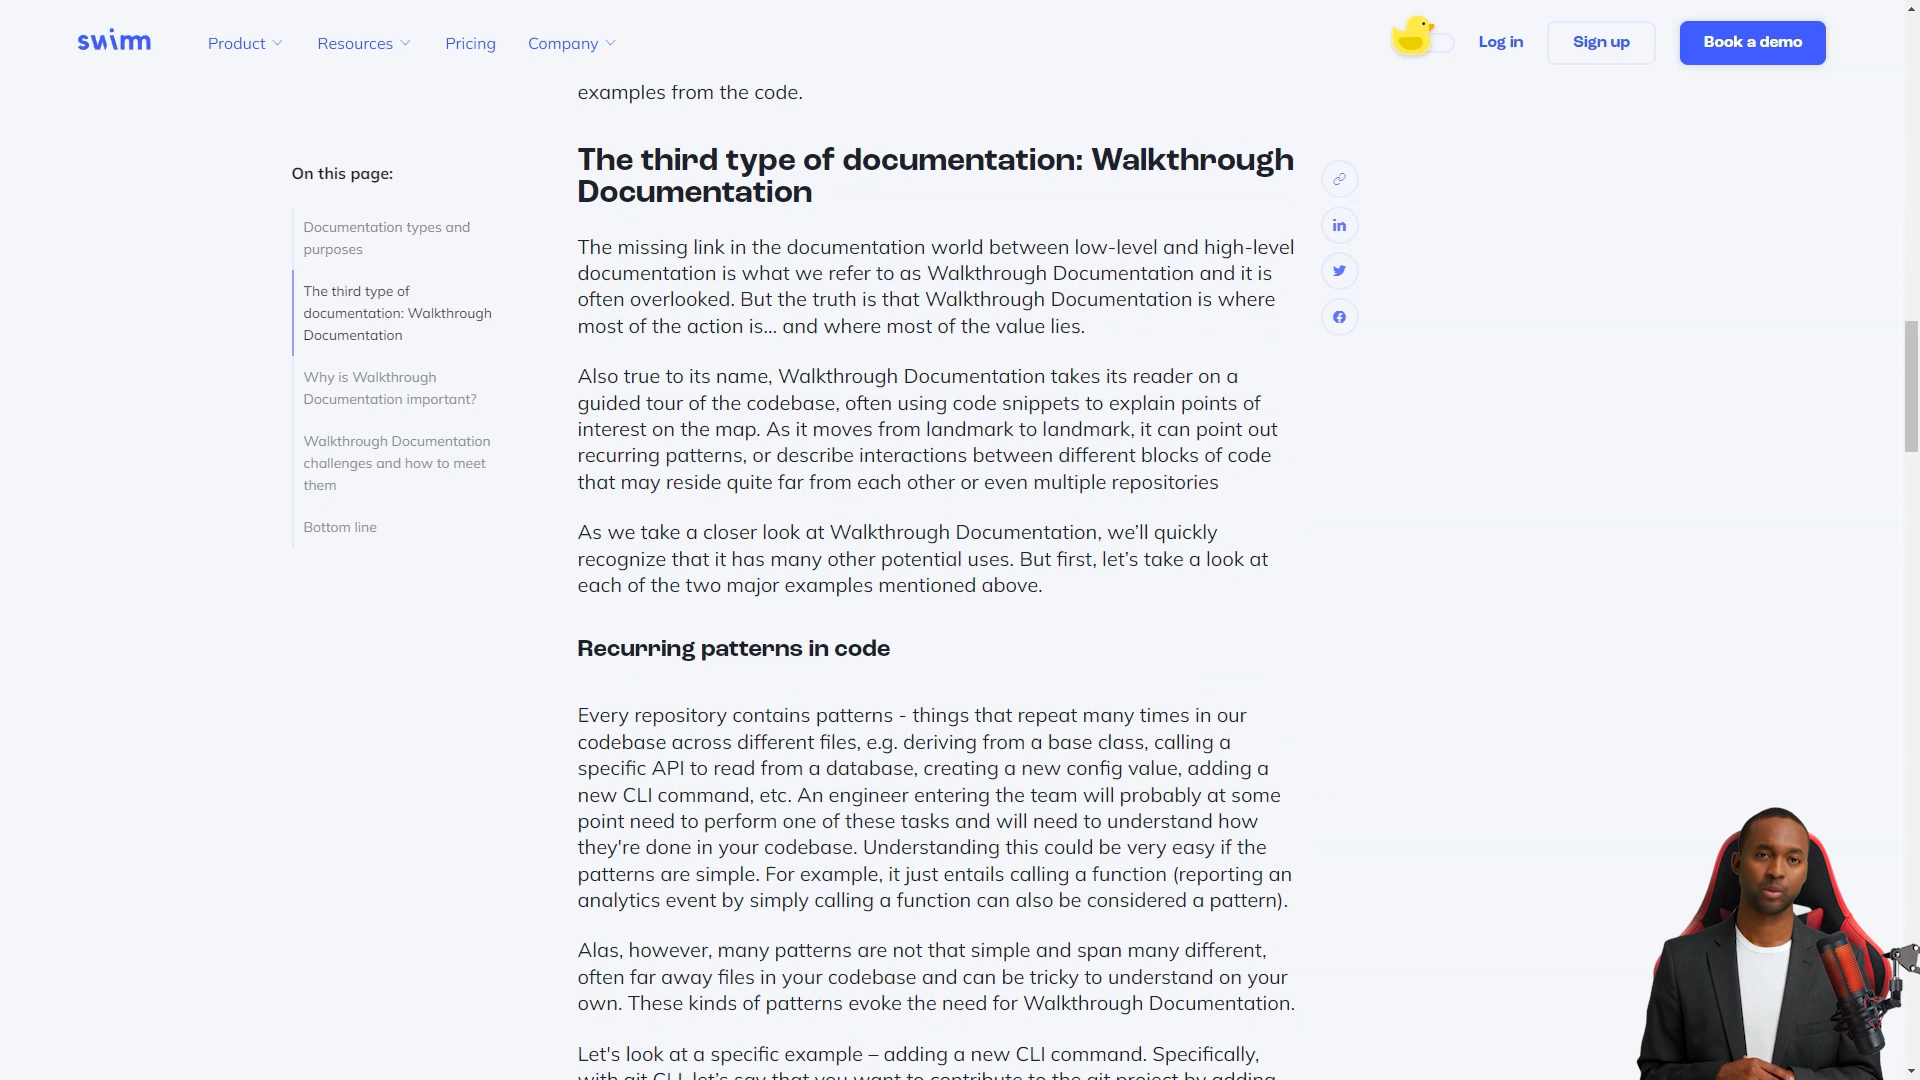 swimm
Product
Resources
Pricing
Company
Log in
Sign up
Book a demo
examples from the code.
On this page:
Documentation types and
purposes
The third type of
documentation: Walkthrough
Documentation
Why is Walkthrough
Documentation important?
Walkthrough Documentation
challenges and how to meet
them
Bottom line
The third type of documentation: Walkthrough
Documentation
The missing link in the documentation world between low-level and high-level
documentation is what we refer to as Walkthrough Documentation and it is
often overlooked. But the truth is that Walkthrough Documentation is where
most of the action is... and where most of the value lies.
Also true to its name, Walkthrough Documentation takes its reader on a
guided tour of the codebase, often using code snippets to explain points of
interest on the map. As it moves from landmark to landmark, it can point out
recurring patterns, or describe interactions between different blocks of code
that may reside quite far from each other or even multiple repositories
As we take a closer look at Walkthrough Documentation, we’ll quickly
recognize that it has many other potential uses. But first, let’s take a look at
each of the two major examples mentioned above.
Recurring patterns in code
Every repository contains patterns - things that repeat many times in our
codebase across different files, e.g. deriving from a base class, calling a
specific API to read from a database, creating a new config value, adding a
new CLI command, etc. An engineer entering the team will probably at some
point need to perform one of these tasks and will need to understand how
they're done in your codebase. Understanding this could be very easy if the
patterns are simple. For example, it just entails calling a function (reporting an
analytics event by simply calling a function can also be considered a pattern).
Alas, however, many patterns are not that simple and span many different,
often far away files in your codebase and can be tricky to understand on your
own. These kinds of patterns evoke the need for Walkthrough Documentation.
Let's look at a specific example – adding a new CLI command. Specifically,
with git CLI, let’s say that you want to contribute to the git project by adding